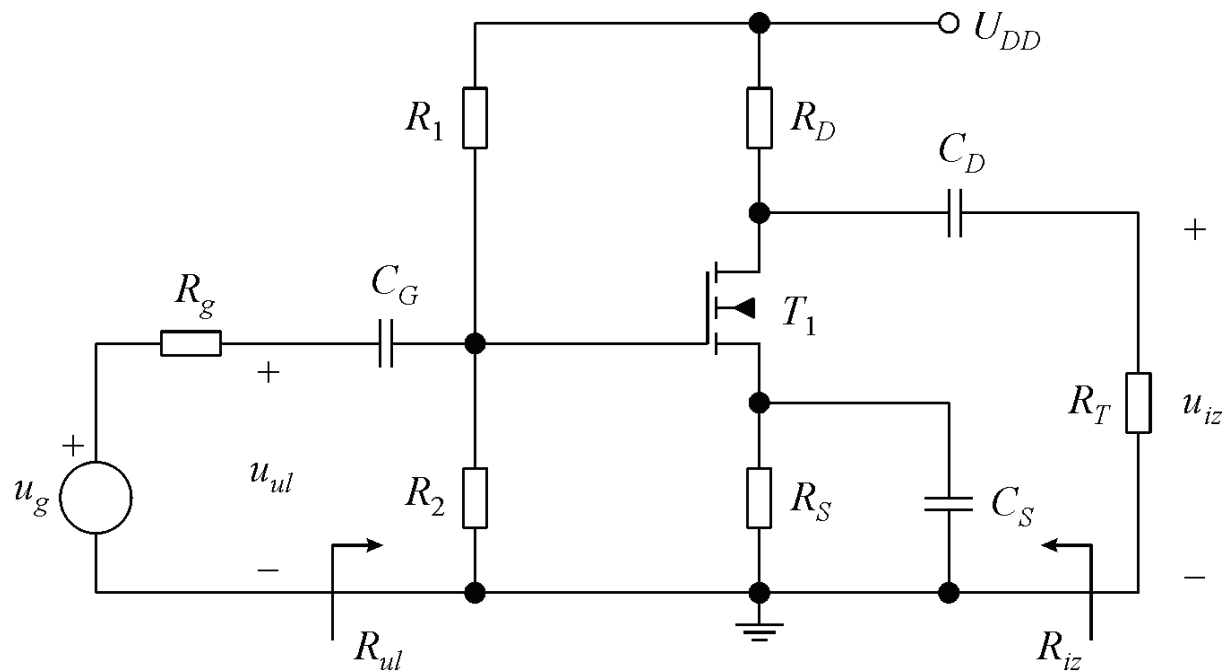 U_DD
R_1
R_D
C_D
+
R_g
C_G
T_1
+
R_T
u_iz
+
u_g
u_ul
R_2
R_S
C_S
−
−
R_ul
R_iz